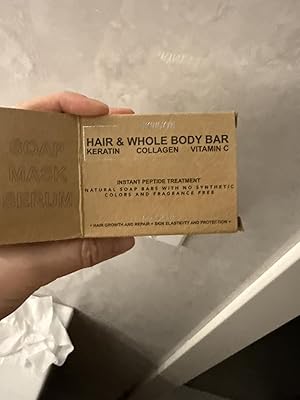 SOAP
MASK
SERUM
HAIR & WHOLE BODY BAR
KERATIN COLLAGEN VITAMIN C
INSTANT PEPTIDE TREATMENT
NATURAL SOAP BARS WITH NO SYNTHETIC
COLORS AND FRAGRANCE FREE
+ HAIR GROWTH AND REPAIR + SKIN ELASTICITY AND PROTECTION +